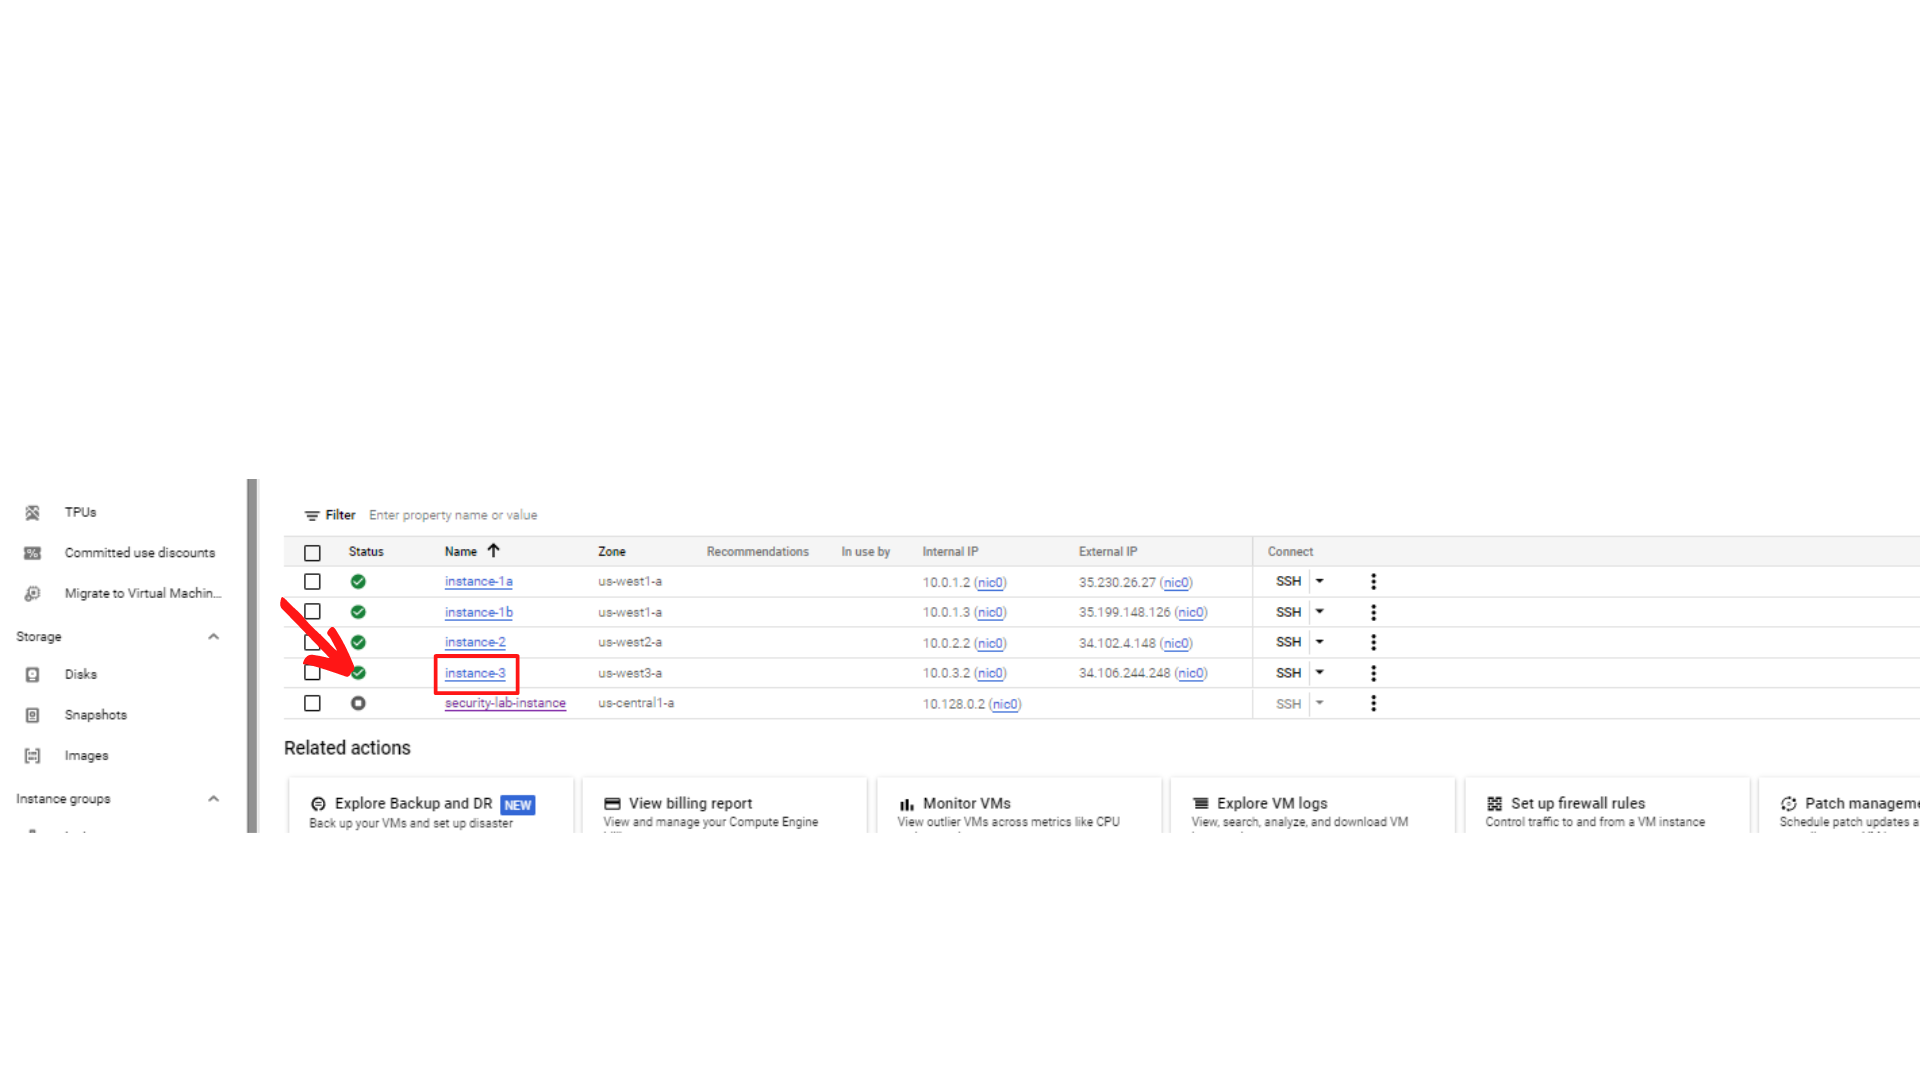 TPUs
Committed use discounts
Migrate to Virtual Machin...
Storage
Disks
Snapshots
Images
Instance groups
Filter Enter property name or value
Status Name Zone Recommendations In use by Internal IP External IP Connect
instance-1a us-west1-a 10.0.1.2 (nic0) 35.230.26.27 (nic0) SSH
instance-1b us-west1-a 10.0.1.3 (nic0) 35.199.148.126 (nic0) SSH
instance-2 us-west2-a 10.0.2.2 (nic0) 34.102.4.148 (nic0) SSH
instance-3 us-west3-a 10.0.3.2 (nic0) 34.106.244.248 (nic0) SSH
security-lab-instance us-central1-a 10.128.0.2 (nic0) SSH
Related actions
Explore Backup and DR NEW
Back up your VMs and set up disaster
View billing report
View and manage your Compute Engine
Monitor VMs
View outlier VMs across metrics like CPU
Explore VM logs
View, search, analyze, and download VM
Set up firewall rules
Control traffic to and from a VM instance
Patch manageme
Schedule patch updates a